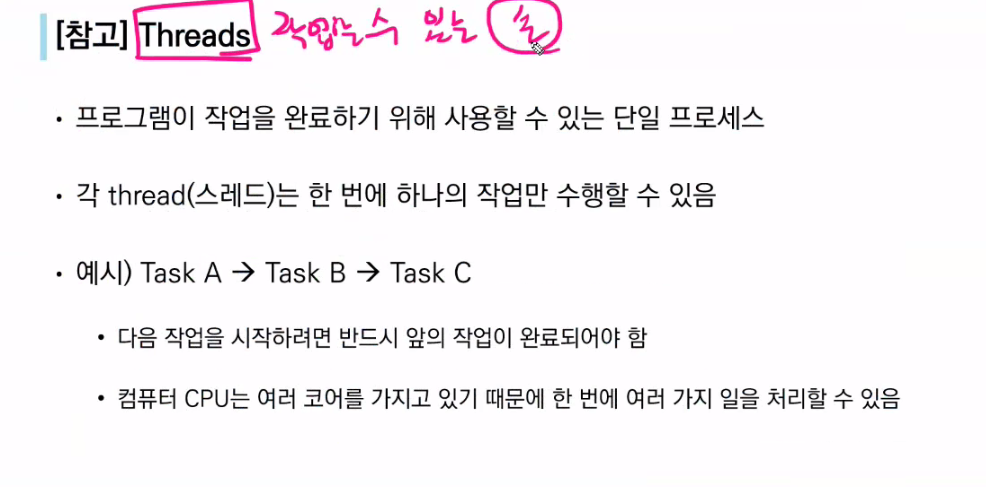 [참고] Threads 작업할 수 있는 손
• 프로그램이 작업을 완료하기 위해 사용할 수 있는 단일 프로세스
• 각 thread(스레드)는 한 번에 하나의 작업만 수행할 수 있음
• 예시) Task A → Task B → Task C
• 다음 작업을 시작하려면 반드시 앞의 작업이 완료되어야 함
• 컴퓨터 CPU는 여러 코어를 가지고 있기 때문에 한 번에 여러 가지 일을 처리할 수 있음